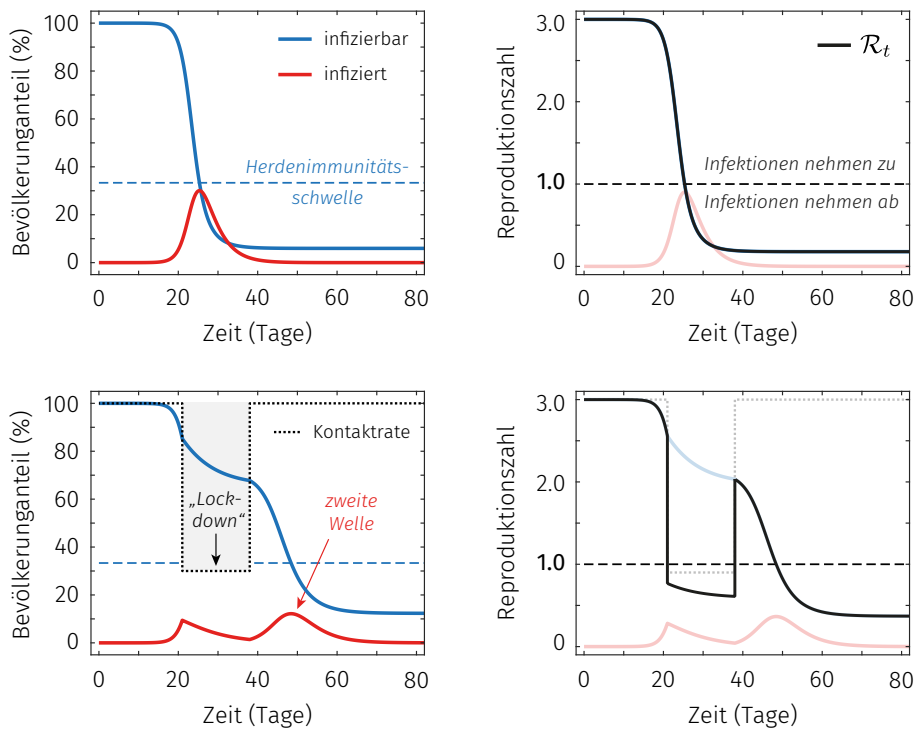 Bevölkerunganteil (%)
100
80
60
40
20
0
infizierbar
infiziert
Herdenimmunitäts-
schwelle
0 20 40 60 80
Zeit (Tage)
Reproduktionszahl
3.0
2.0
1.0
0
ℛt
Infektionen nehmen zu
Infektionen nehmen ab
0 20 40 60 80
Zeit (Tage)
Bevölkerunganteil (%)
100
80
60
40
20
0
Kontaktrate
„Lock-
down“
zweite
Welle
0 20 40 60 80
Zeit (Tage)
Reproduktionszahl
3.0
2.0
1.0
0
0 20 40 60 80
Zeit (Tage)